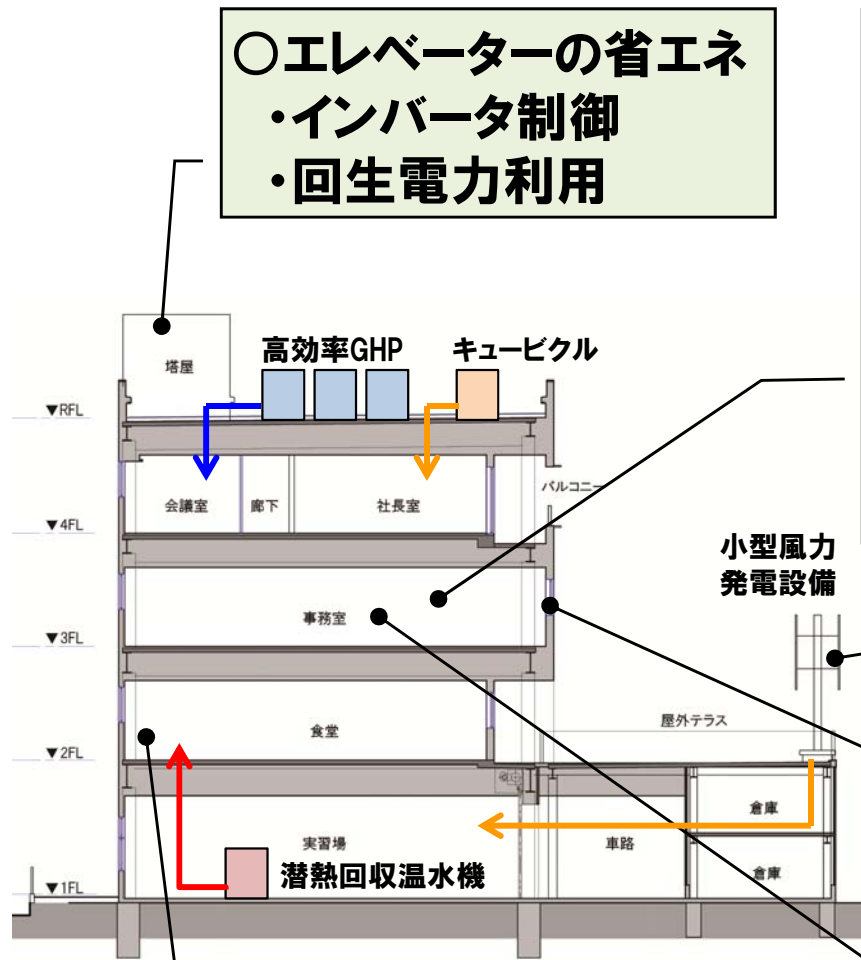 ○エレベーターの省エネ
・インバータ制御
・回生電力利用
塔屋
高効率GHP
キュービクル
▼RFL
会議室
廊下
社長室
バルコニー
▼4FL
小型風力
発電設備
事務室
▼3FL
食堂
屋外テラス
▼2FL
倉庫
実習場
車路
潜熱回収温水機
倉庫
▼1FL